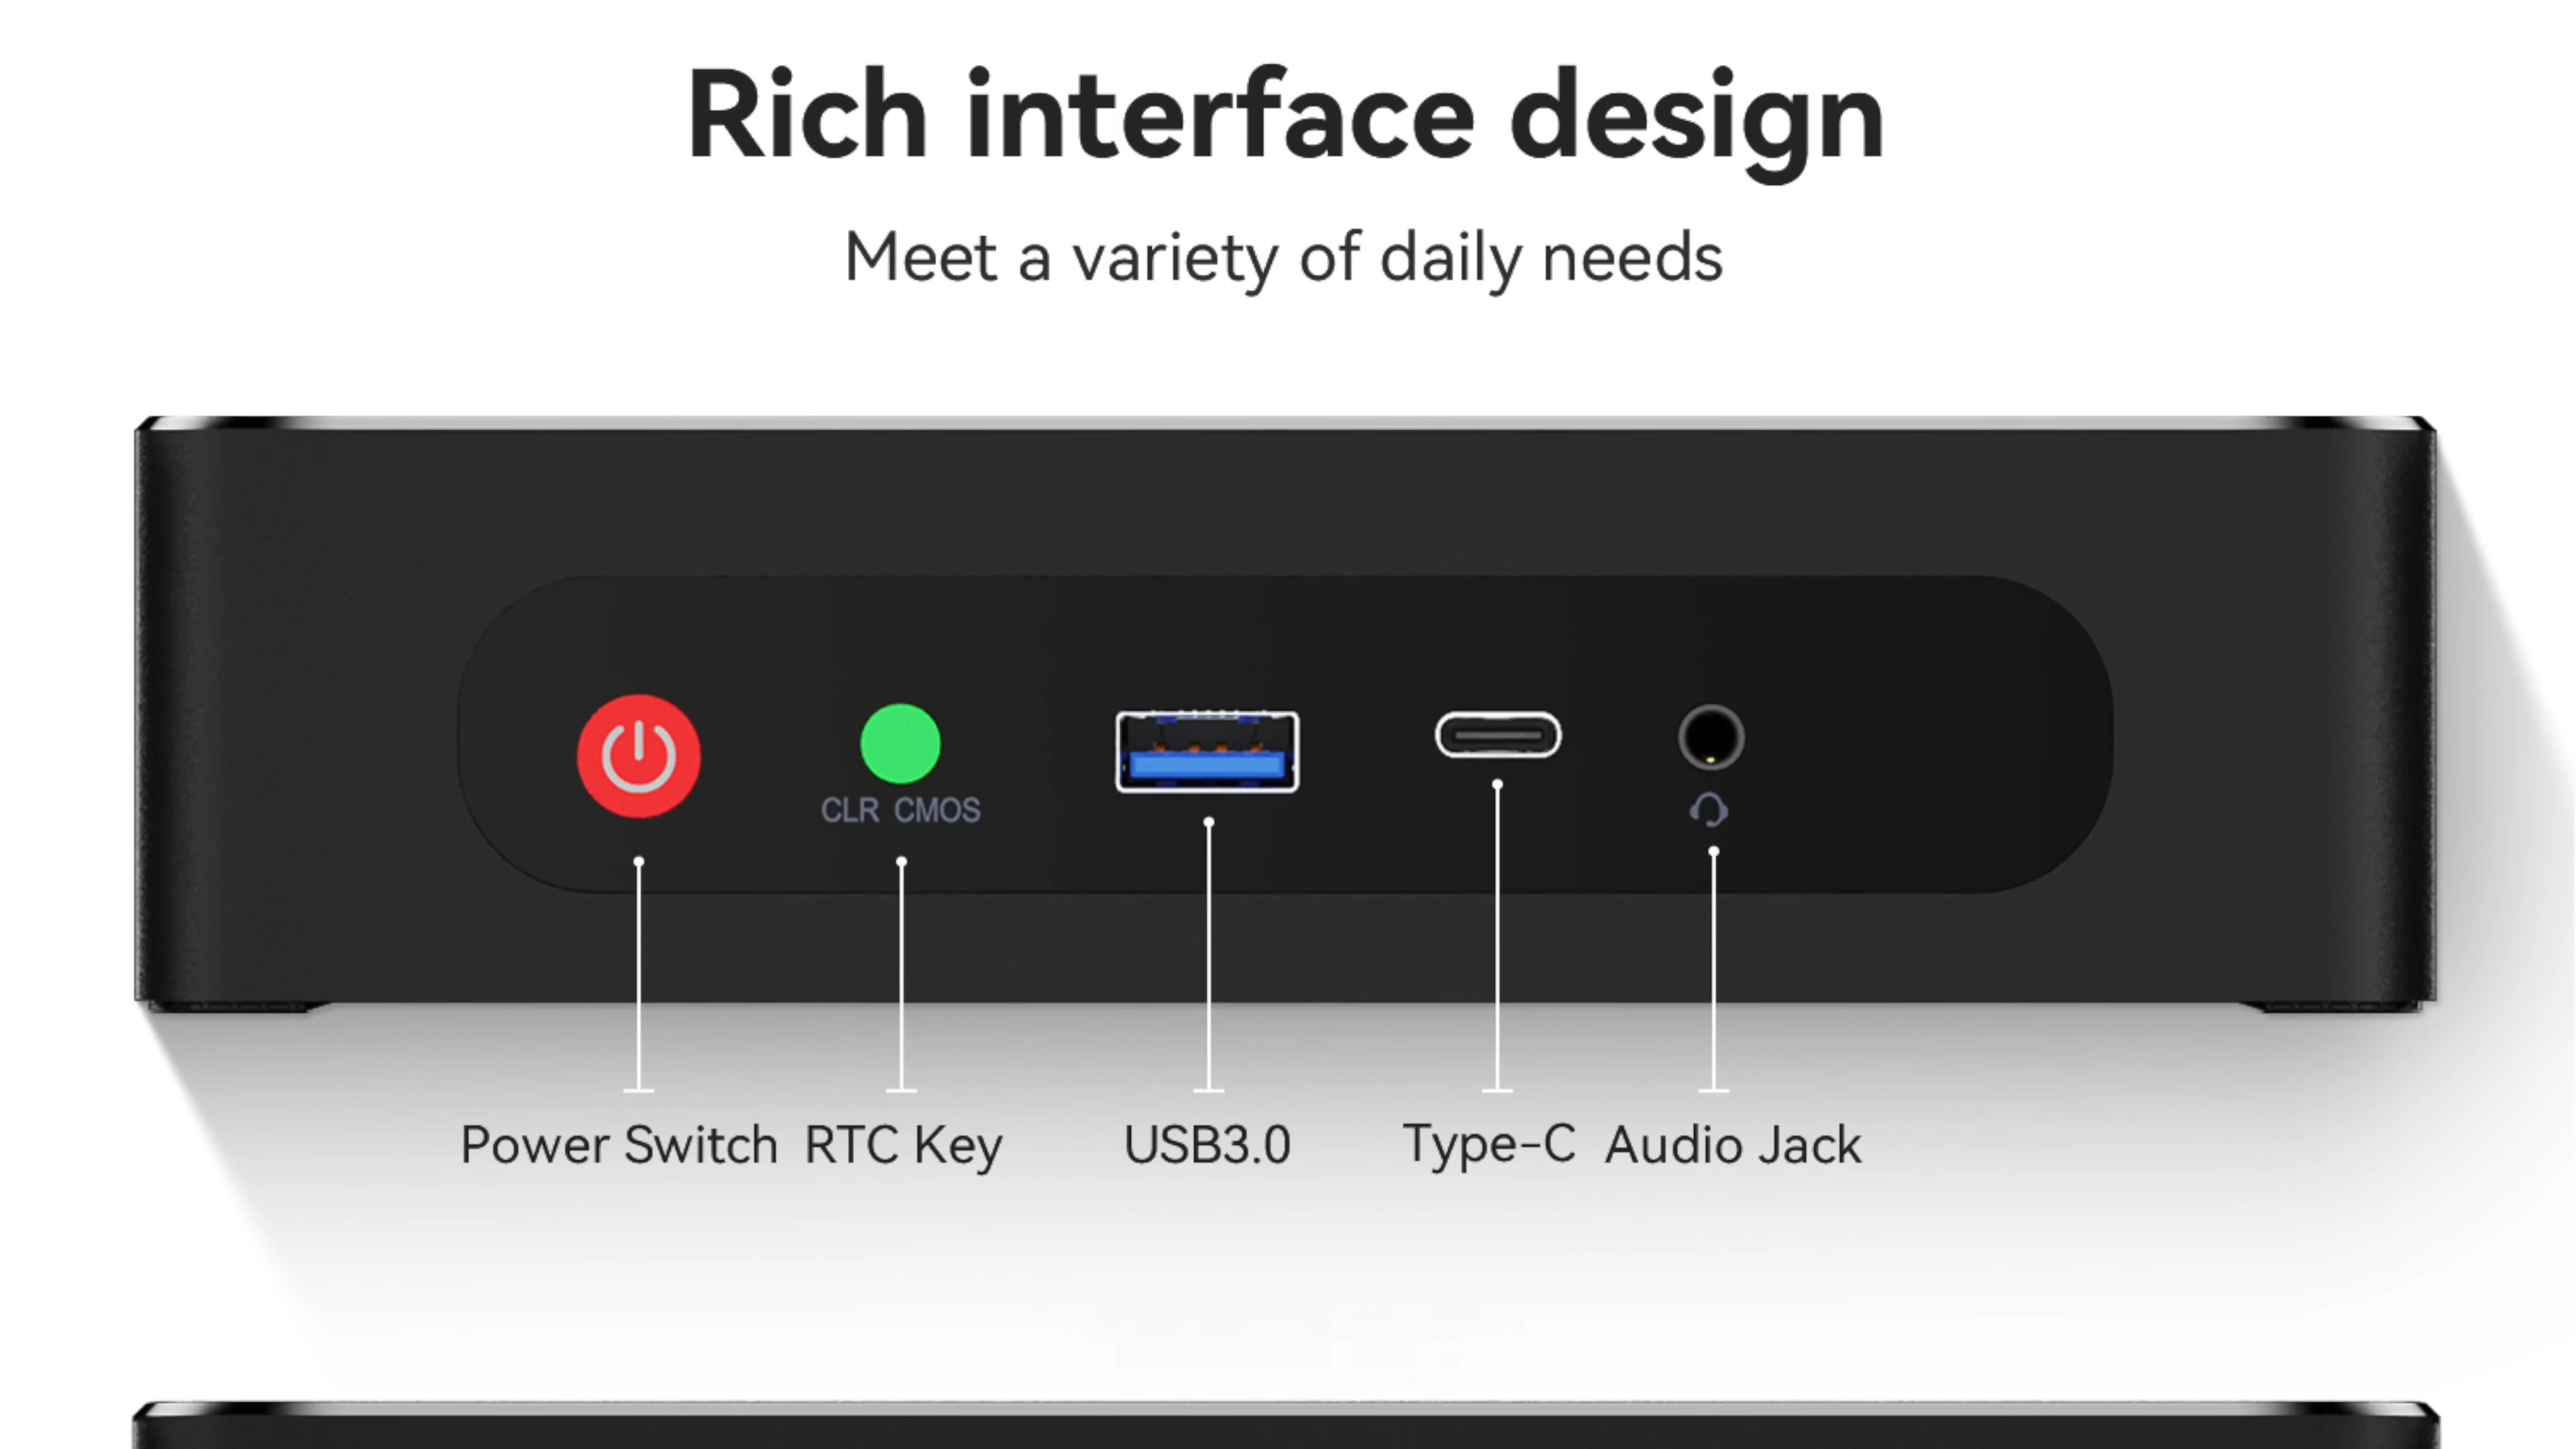 Rich interface design
Meet a variety of daily needs
CLR CMOS
Power Switch RTC Key USB3.0 Type-C Audio Jack